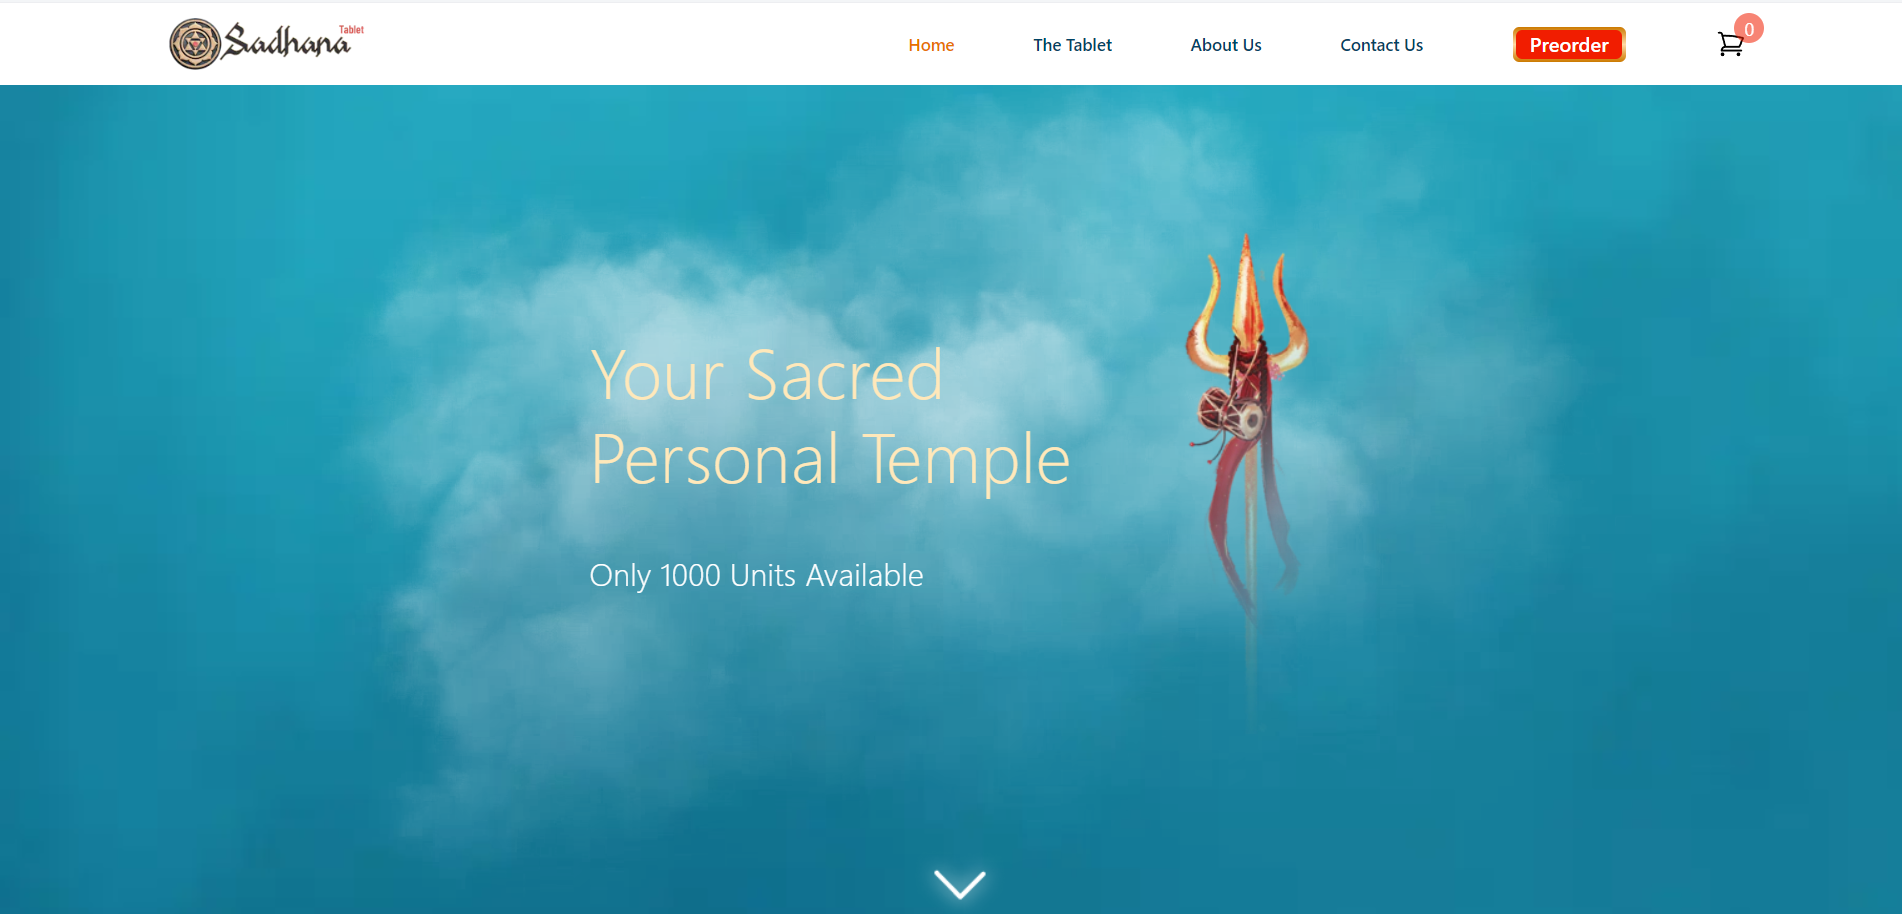 Sadhana Tablet
Home
The Tablet
About Us
Contact Us
Preorder
0
Your Sacred
Personal Temple
Only 1000 Units Available